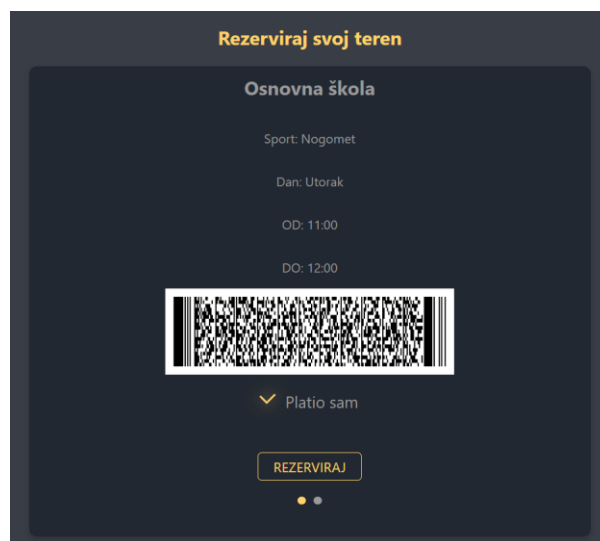 Rezerviraj svoj teren
Osnovna škola
Sport: Nogomet
Dan: Utorak
OD: 11:00
DO: 12:00
Platio sam
REZERVIRAJ